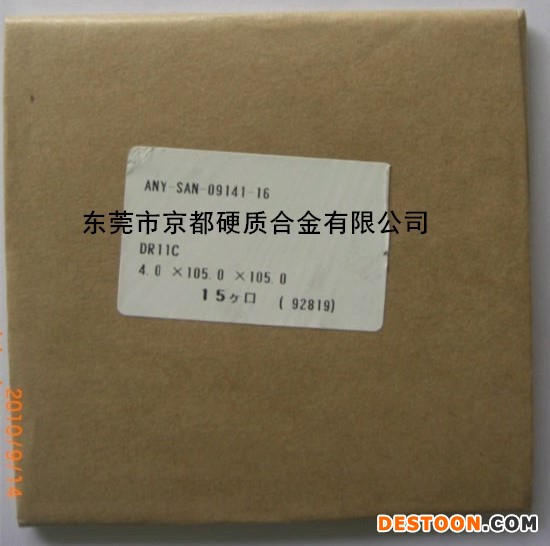 ANY-SAN-09141-16
东莞市京都硬质合金有限公司
DR11C
4.0 ×105.0 ×105.0
15ケ口 ( 92819)
2010/9/14
DESTOON.COM